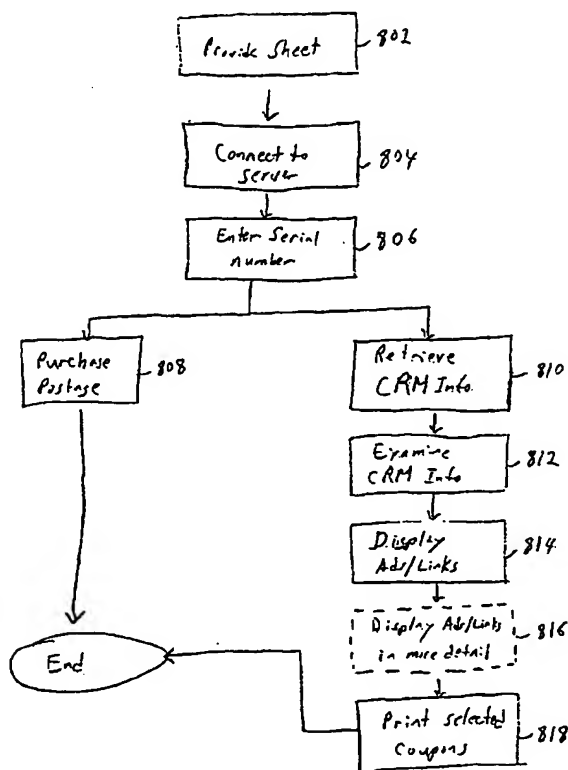 Provide Sheet
802
Connect to
Server
804
Enter Serial
number
806
Purchase
Postage
808
Retrieve
CRM Info.
810
Examine
CRM Info
812
Display
Ads/Links
814
Display Ads/Links
in more detail
816
Print selected
Coupons
818
End